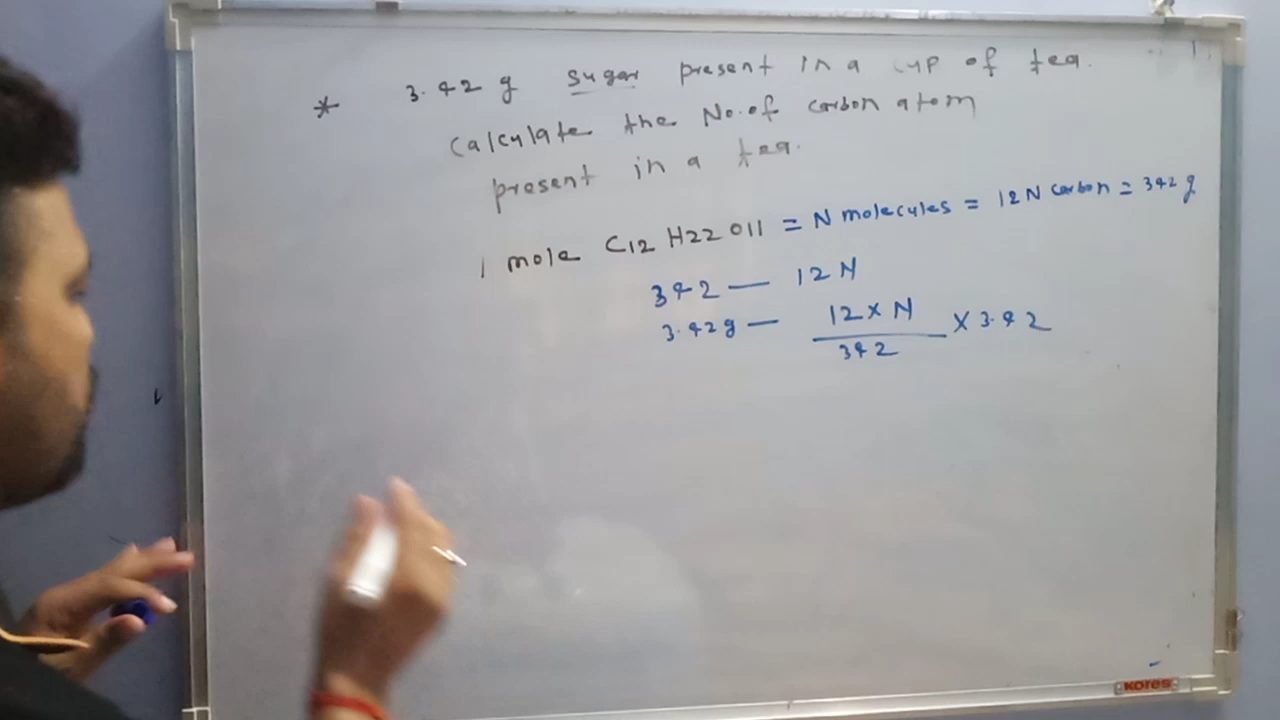 * 3.42 g sugar present in a cup of tea.
Calculate the No. of carbon atom
present in a tea.
1 mole C12 H22 O11 = N molecules = 12 N carbon = 342 g
342 — 12 N
3.42g — 12 x N / 342 x 3.42
KORES